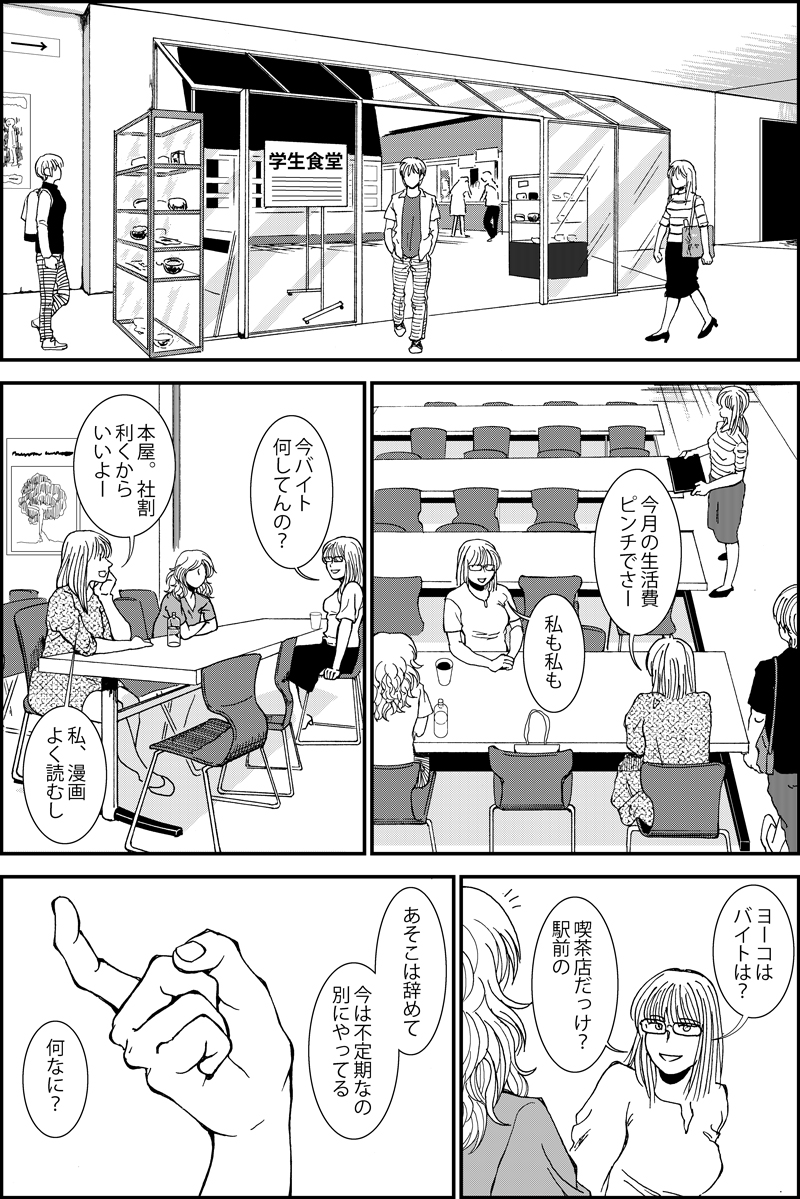 学生食堂
今月の生活費
ピンチでさー
私も私も
今バイト
何してんの？
本屋。社割
利くから
いいよー
私、漫画
よく読むし
ヨーコは
バイトは？
喫茶店だっけ？
駅前の
あそこは辞めて
今は不定期なの
別にやってる
何なに？